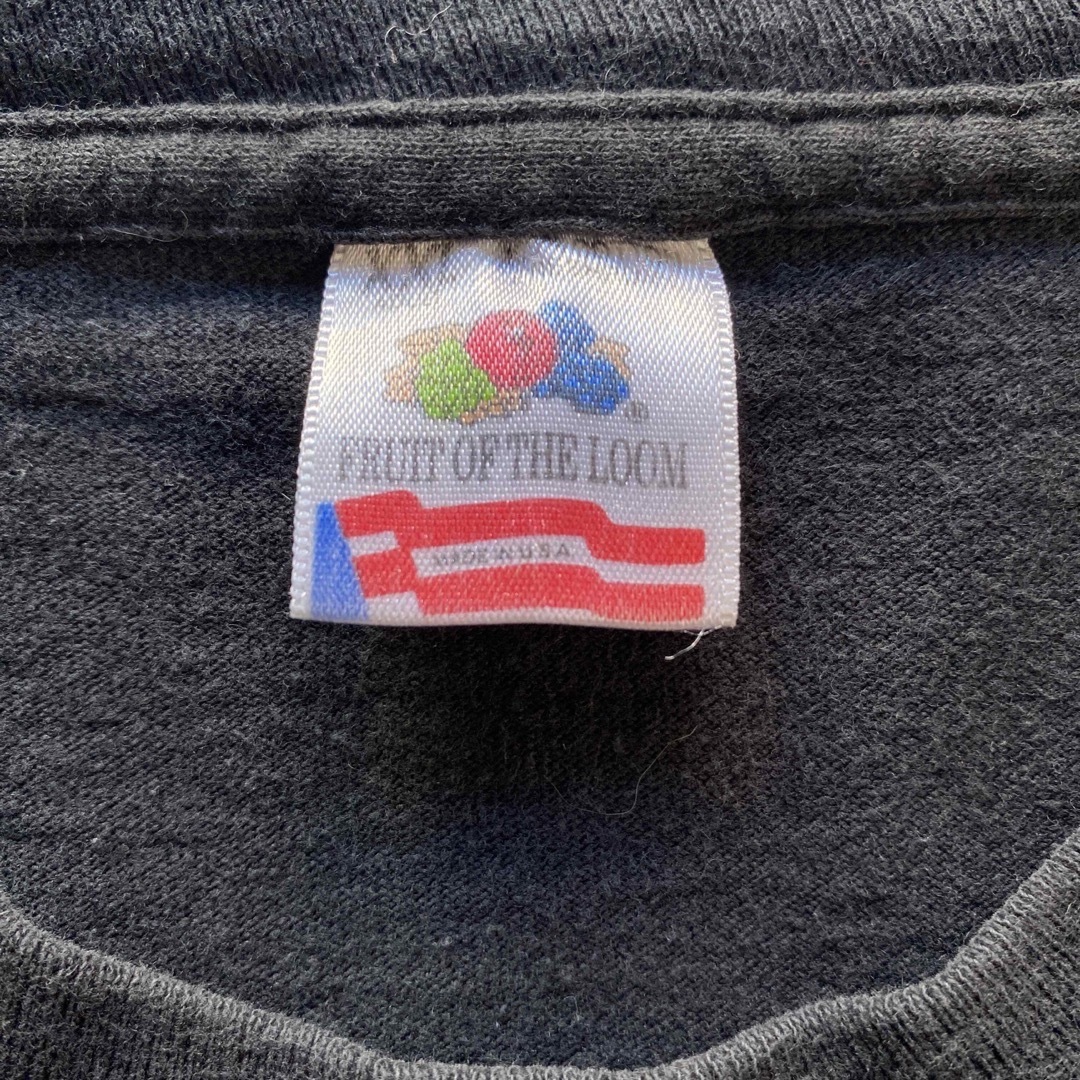 ®
FRUIT OF THE LOOM
MADE IN U.S.A.